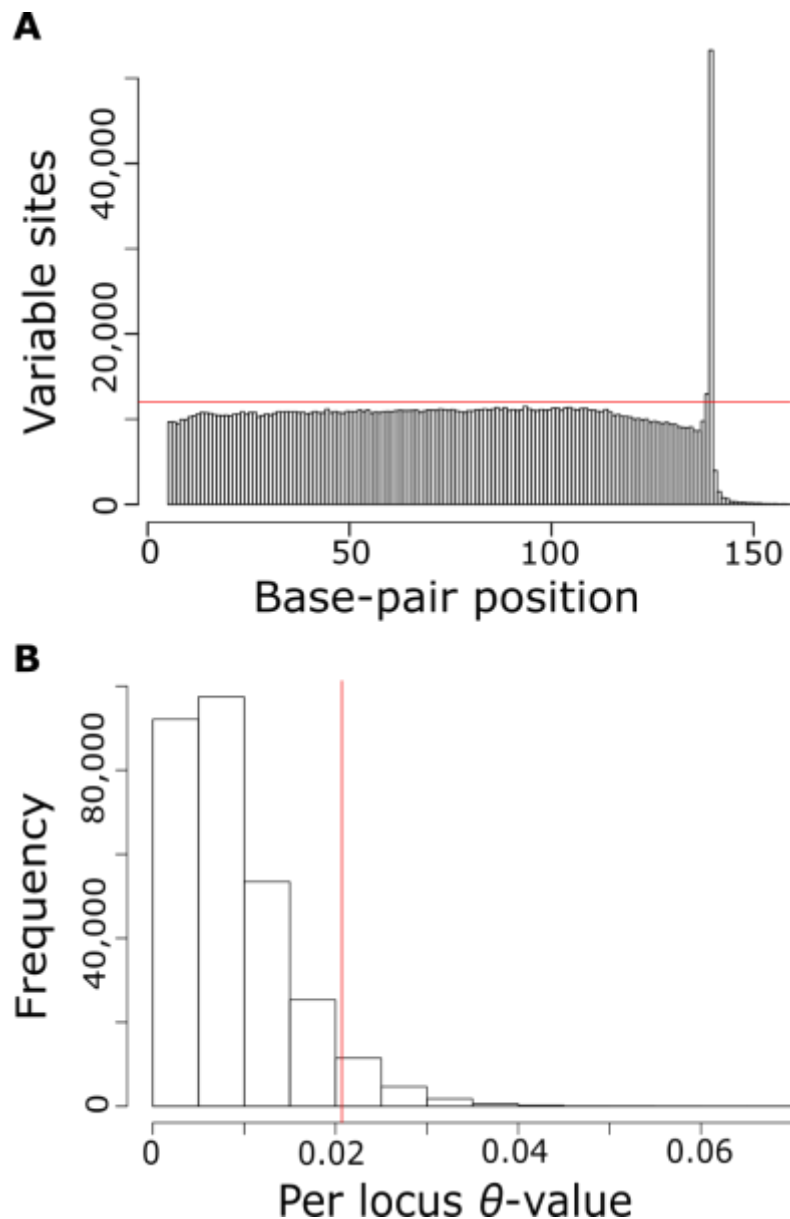 A
Variable sites
40,000
20,000
0
0 50 100 150
Base-pair position
B
Frequency
80,000
40,000
0
0 0.02 0.04 0.06
Per locus θ-value